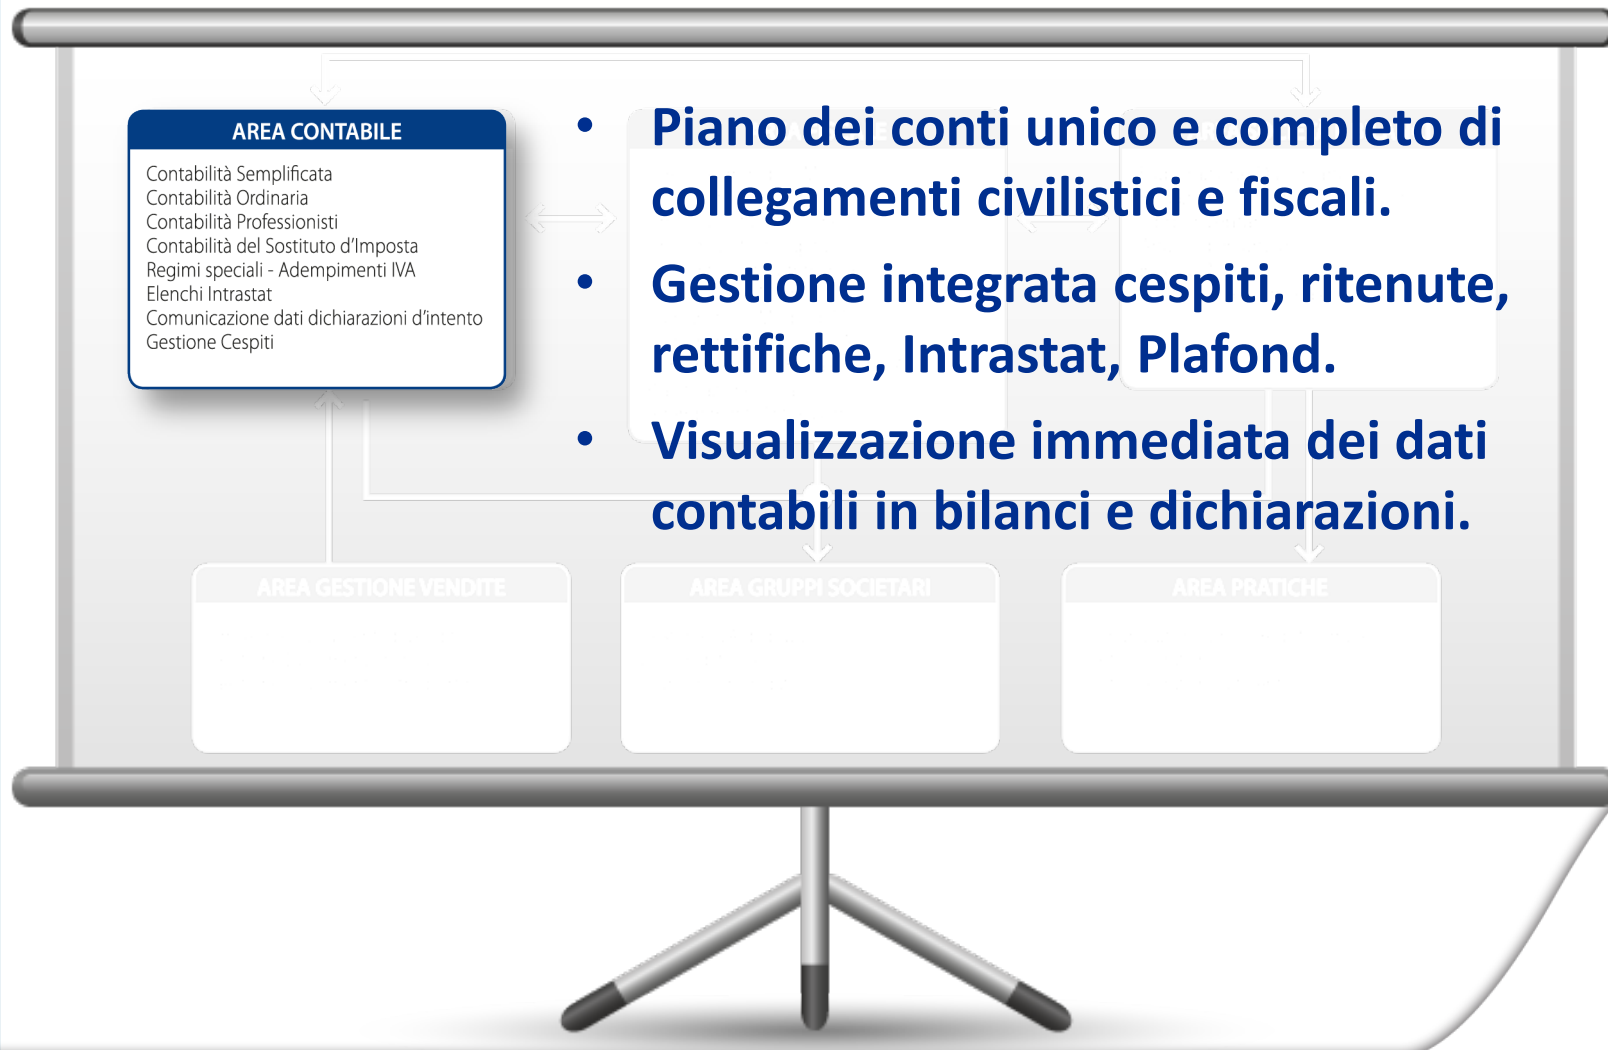 AREA CONTABILE
Contabilità Semplificata
Contabilità Ordinaria
Contabilità Professionisti
Contabilità del Sostituto d'Imposta
Regimi speciali - Adempimenti IVA
Elenchi Intrastat
Comunicazione dati dichiarazioni d'intento
Gestione Cespiti
• Piano dei conti unico e completo di
collegamenti civilistici e fiscali.
• Gestione integrata cespiti, ritenute,
rettifiche, Intrastat, Plafond.
• Visualizzazione immediata dei dati
contabili in bilanci e dichiarazioni.
AREA GESTIONE VENDITE
AREA GRUPPI SOCIETARI
AREA PRATICHE